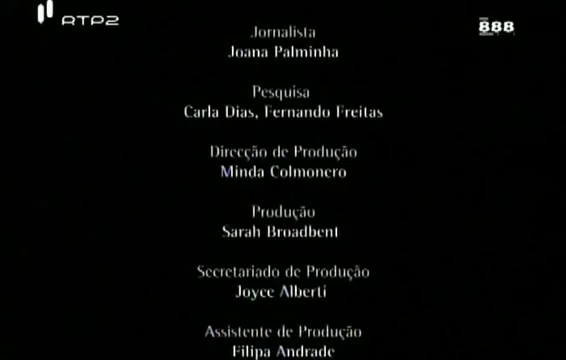 RTP2
888
Jornalista
Joana Palminha
Pesquisa
Carla Dias, Fernando Freitas
Direcção de Produção
Minda Colmonero
Produção
Sarah Broadbent
Secretariado de Produção
Joyce Alberti
Assistente de Produção
Filipa Andrade